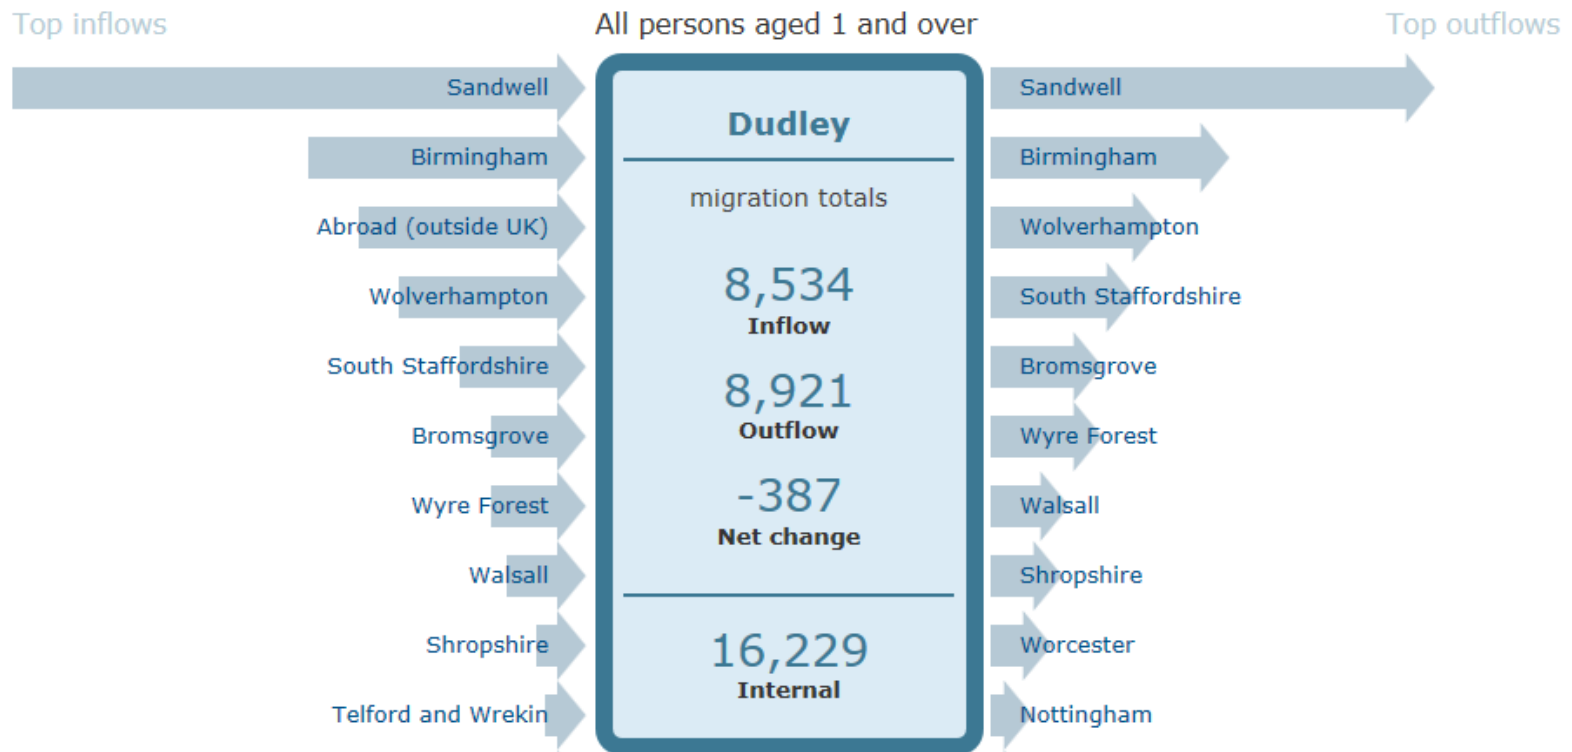 Top inflows
All persons aged 1 and over
Top outflows
Sandwell
Birmingham
Abroad (outside UK)
Wolverhampton
South Staffordshire
Bromsgrove
Wyre Forest
Walsall
Shropshire
Telford and Wrekin
Dudley
migration totals
8,534
Inflow
8,921
Outflow
-387
Net change
16,229
Internal
Sandwell
Birmingham
Wolverhampton
South Staffordshire
Bromsgrove
Wyre Forest
Walsall
Shropshire
Worcester
Nottingham